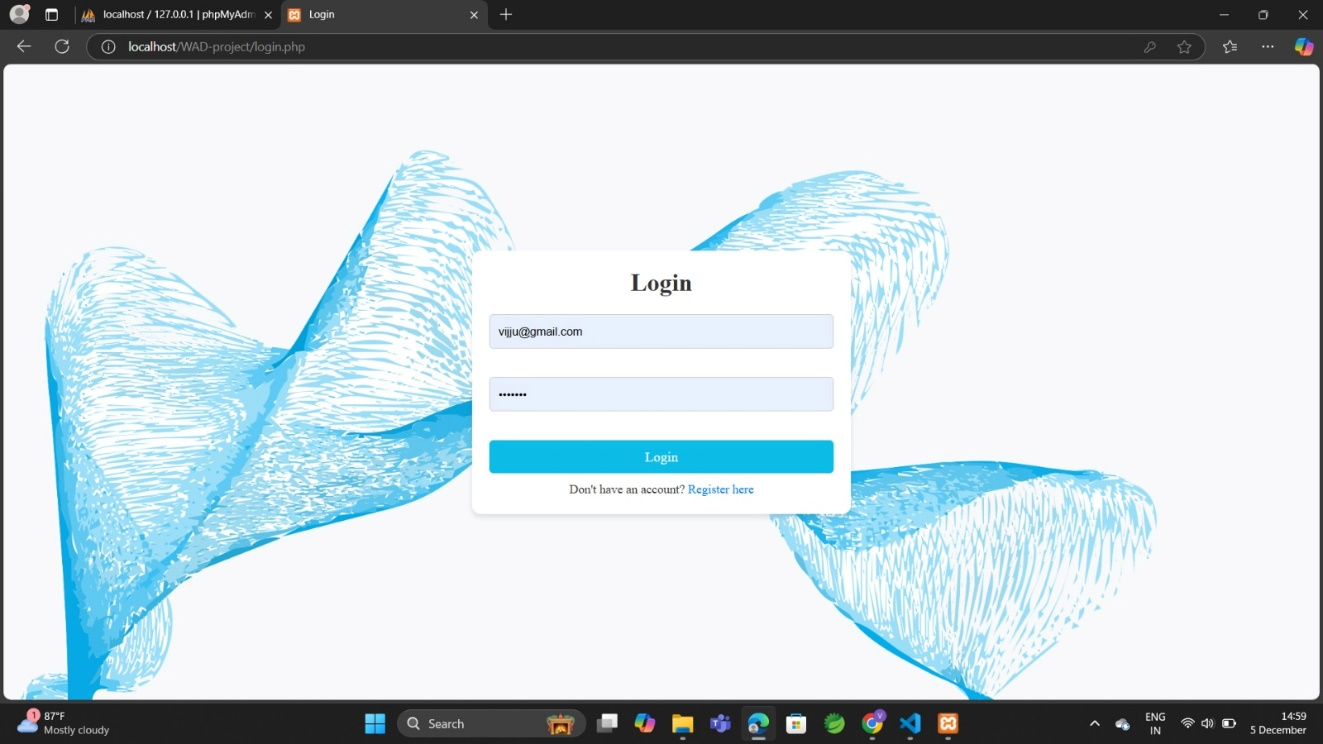 localhost / 127.0.0.1 | phpMyAdm
Login
localhost/WAD-project/login.php
Login
vijju@gmail.com
•••••••
Login
Don't have an account? Register here
1
87°F
Mostly cloudy
Search
ENG
IN
14:59
5 December